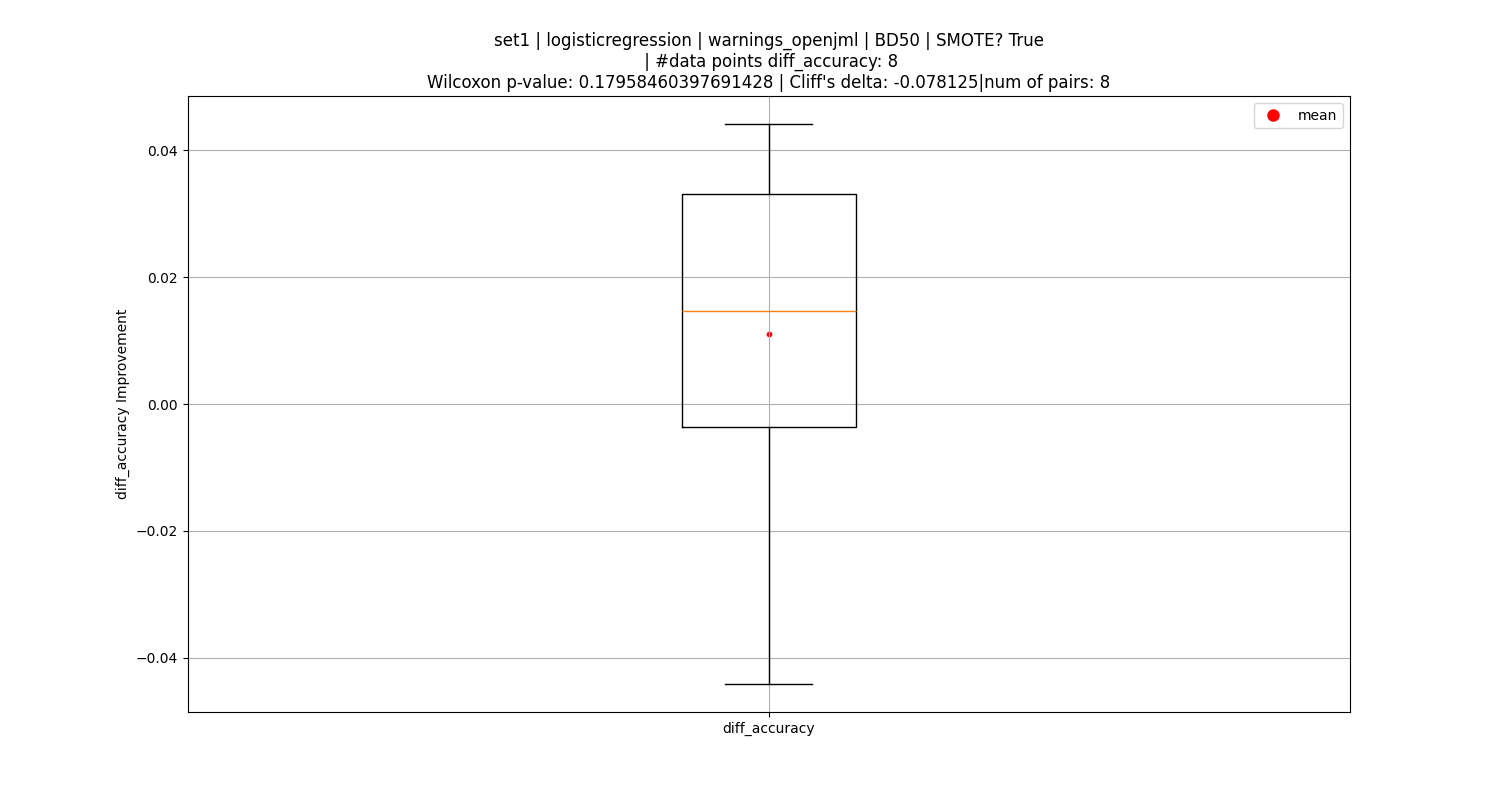 set1 | logisticregression | warnings_openjml | BD50 | SMOTE? True
| #data points diff_accuracy: 8
Wilcoxon p-value: 0.17958460397691428 | Cliff's delta: -0.078125|num of pairs: 8
mean
0.04
0.02
0.00
−0.02
−0.04
diff_accuracy Improvement
diff_accuracy